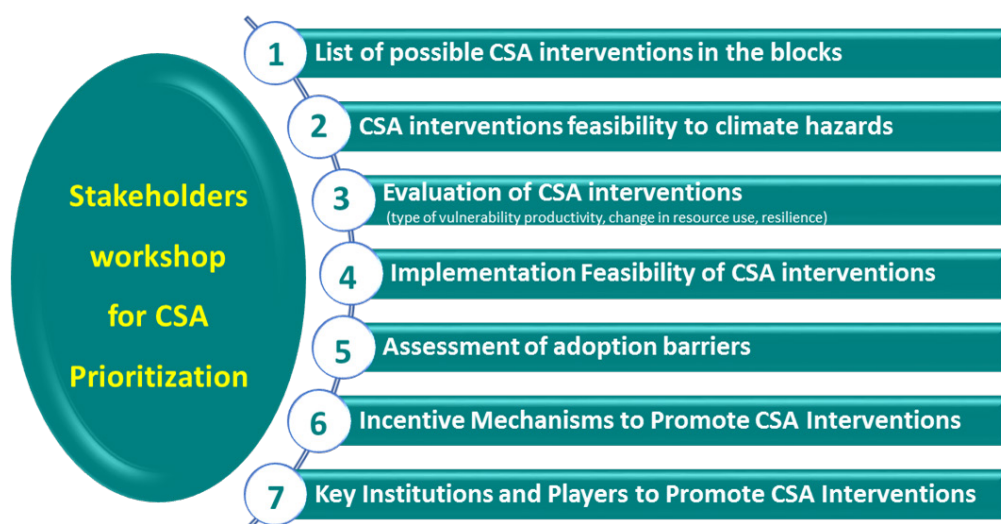 Stakeholders
workshop
for CSA
Prioritization
1 List of possible CSA interventions in the blocks
2 CSA interventions feasibility to climate hazards
3 Evaluation of CSA interventions
(type of vulnerability productivity, change in resource use, resilience)
4 Implementation Feasibility of CSA interventions
5 Assessment of adoption barriers
6 Incentive Mechanisms to Promote CSA Interventions
7 Key Institutions and Players to Promote CSA Interventions